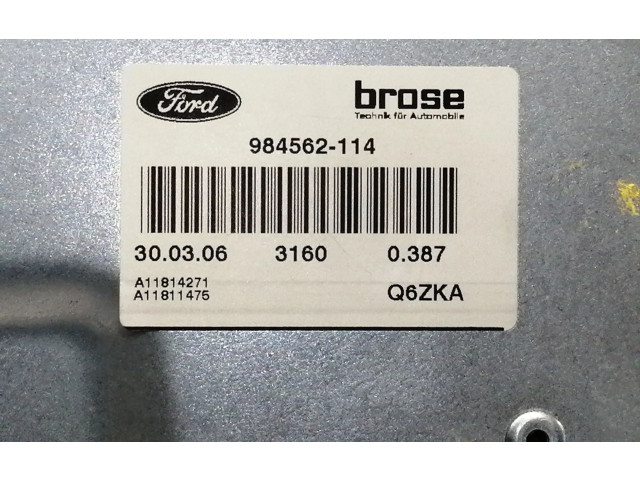 Ford
brose
Technik für Automobile
984562-114
30.03.06 3160 0.387
A11814271
A11811475
Q6ZKA